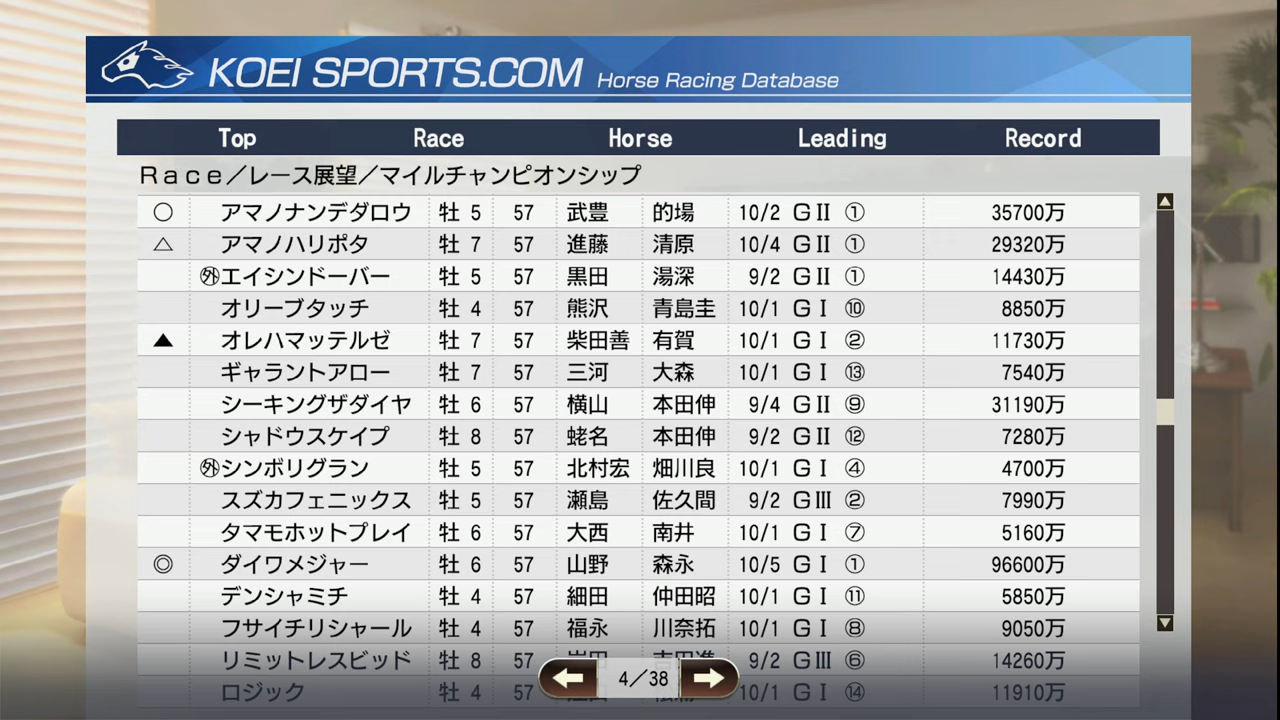 KOEI SPORTS.COM Horse Racing Database
Top Race Horse Leading Record
Ｒａｃｅ／レース展望／マイルチャンピオンシップ
○ アマノナンデダロウ 牡 5 57 武豊 的場 10/2 GⅡ ① 35700万
△ アマノハリポタ 牡 7 57 進藤 清原 10/4 GⅡ ① 29320万
㊕エイシンドーバー 牡 5 57 黒田 湯深 9/2 GⅡ ① 14430万
オリーブタッチ 牡 4 57 熊沢 青島圭 10/1 GⅠ ⑩ 8850万
▲ オレハマッテルゼ 牡 7 57 柴田善 有賀 10/1 GⅠ ② 11730万
ギャラントアロー 牡 7 57 三河 大森 10/1 GⅠ ⑬ 7540万
シーキングザダイヤ 牡 6 57 横山 本田伸 9/4 GⅡ ⑨ 31190万
シャドウスケイプ 牡 8 57 蛯名 本田伸 9/2 GⅡ ⑫ 7280万
外シンボリグラン 牡 5 57 北村宏 畑川良 10/1 GⅠ ④ 4700万
スズカフェニックス 牡 5 57 瀬島 佐久間 9/2 GⅢ ② 7990万
タマモホットプレイ 牡 6 57 大西 南井 10/1 GⅠ ⑦ 5160万
◎ ダイワメジャー 牡 6 57 山野 森永 10/5 GⅠ ① 96600万
デンシャミチ 牡 4 57 細田 仲田昭 10/1 GⅠ ⑪ 5850万
フサイチリシャール 牡 4 57 福永 川奈拓 10/1 GⅠ ⑧ 9050万
リミットレスビッド 牡 8 57 9/2 GⅢ ⑥ 14260万
ロジック 牡 4 57 10/1 GⅠ ⑭ 11910万
4／38